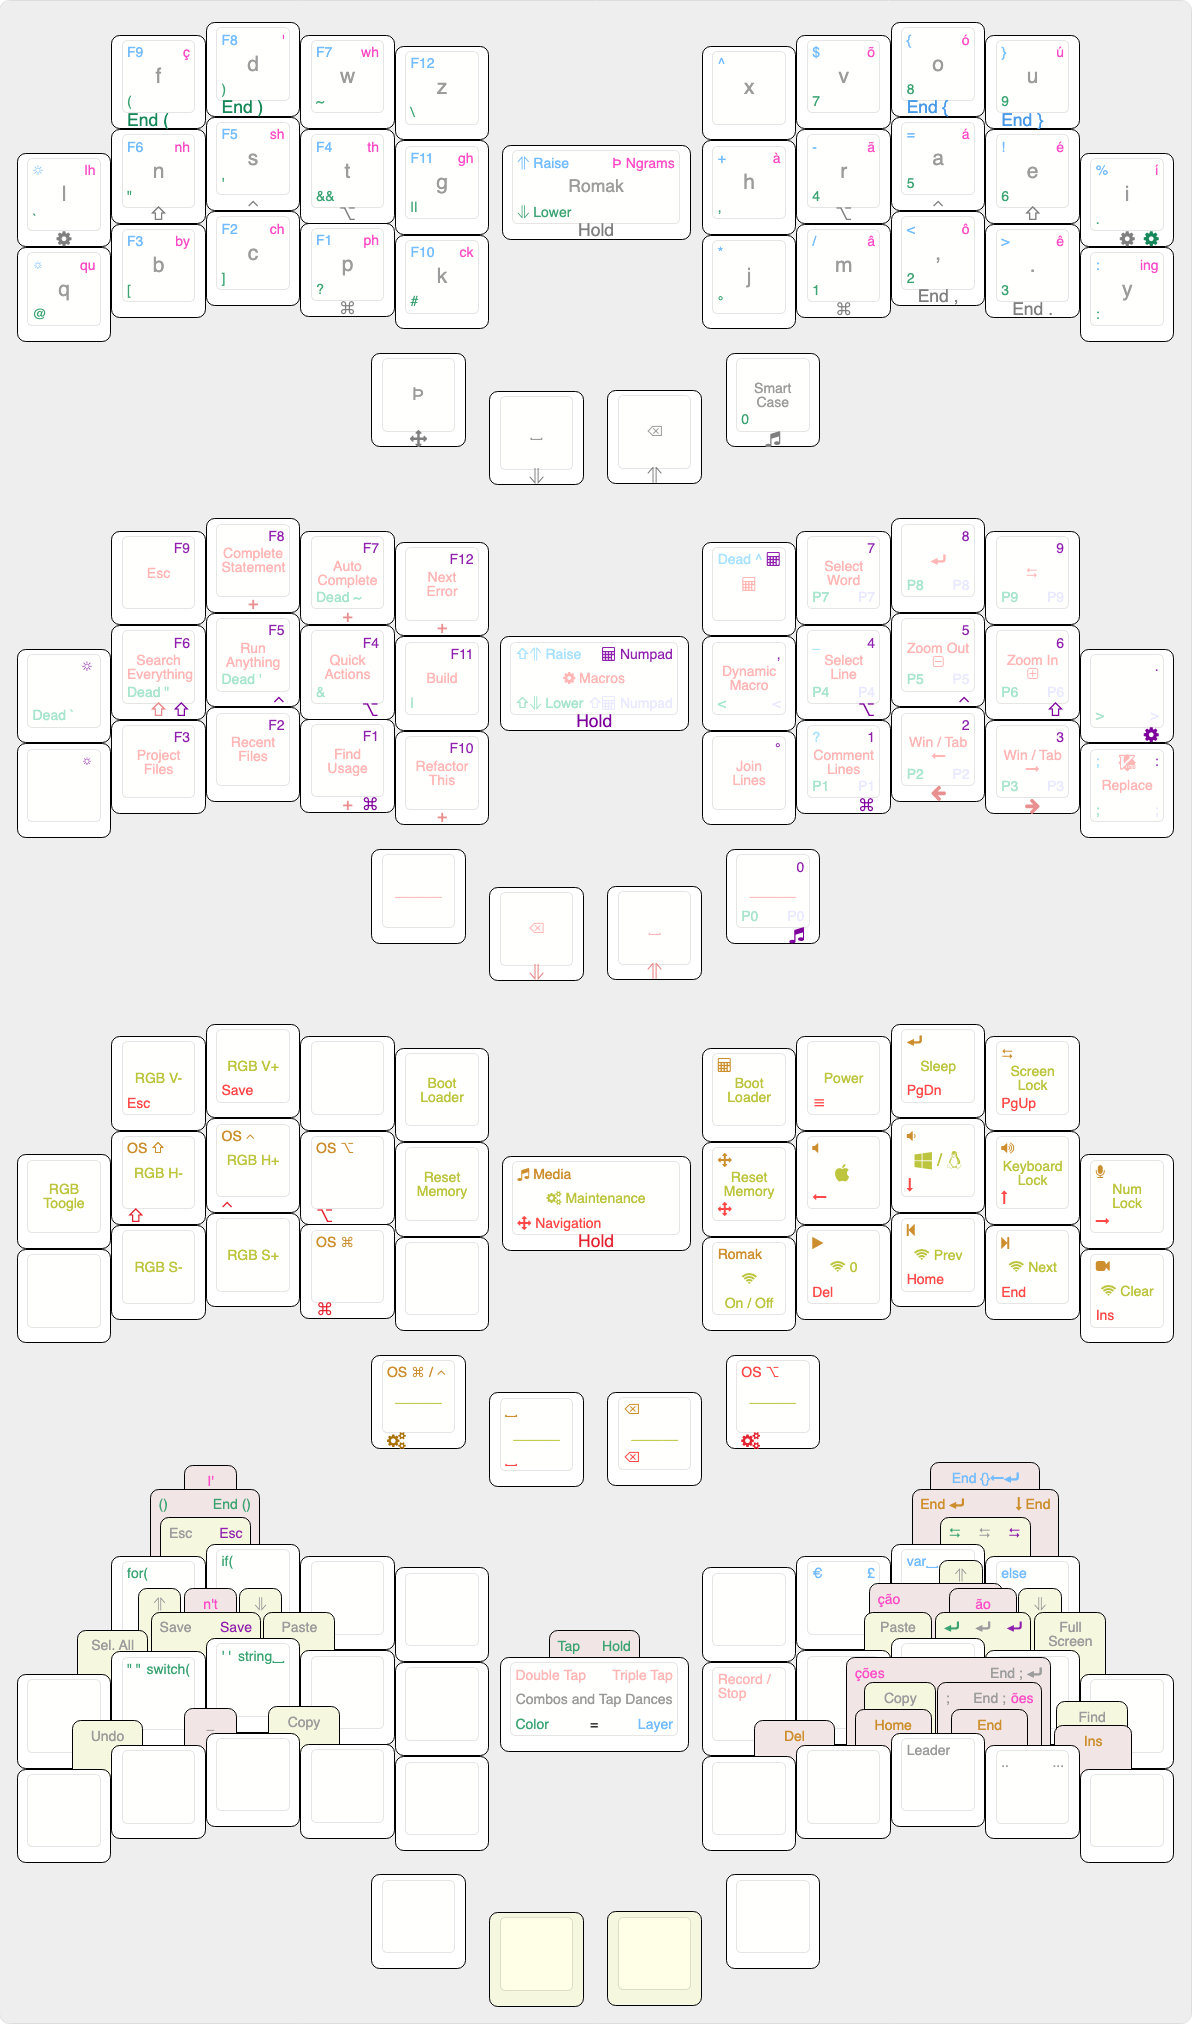 F9 ç
f
(
End (
F8 '
d
)
End )
F7 wh
w
~
F12
z
\
^
x
$ õ
v
7
{ ó
o
8
End {
} ú
u
9
End }
lh
l
`
F6 nh
n
"
F5 sh
s
'
^
F4 th
t
&&
⌥
F11 gh
g
||
⇑ Raise Þ Ngrams
Romak
⇓ Lower
Hold
+ à
h
,
- ã
r
4
⌥
= á
a
5
^
! é
e
6
⇧
% í
i
.
qu
q
@
F3 by
b
[
F2 ch
c
]
F1 ph
p
?
⌘
F10 ck
k
#
*
j
°
/ â
m
1
⌘
< ô
,
2
End ,
> ê
.
3
End .
: ing
y
:
Þ
Smart
Case
0
F9
Esc
F8
Complete
Statement
+
F7
Auto
Complete
Dead ~
+
F12
Next
Error
+
Dead ^
7
Select
Word
P7 P7
8
P8 P8
9
P9 P9
Dead `
F6
Search
Everything
Dead "
F5
Run
Anything
Dead '
^
F4
Quick
Actions
&
⌥
F11
Build
|
⇧⇑ Raise Numpad
Macros
⇧⇓ Lower ⇧ Numpad
Hold
,
Dynamic
Macro
< <
_ 4
Select
Line
P4 P4
⌥
5
Zoom Out
P5 P5
^
6
Zoom In
P6 P6
.
> >
F3
Project
Files
F2
Recent
Files
F1
Find
Usage
+ ⌘
F10
Refactor
This
+
°
Join
Lines
? 1
Comment
Lines
P1 P1
⌘
2
Win / Tab
←
P2 P2
3
Win / Tab
→
P3 P3
; :
Replace
; ;
0
P0 P0
RGB V-
Esc
RGB V+
Save
Boot
Loader
Boot
Loader
Power
≡
Sleep
PgDn
Screen
Lock
PgUp
RGB
Toogle
OS ⇧
RGB H-
⇧
OS ^
RGB H+
^
OS ⌥
⌥
Reset
Memory
Media
Maintenance
Navigation
Hold
Reset
Memory
←
/
↓
Keyboard
Lock
↑
Num
Lock
→
RGB S-
RGB S+
OS ⌘
⌘
Romak
On / Off
0
Del
Prev
Home
Next
End
Clear
Ins
OS ⌘ / ^
OS ⌥
I'
() End ()
Esc Esc
for(
if(
n't
Save Save
Paste
Sel. All
" " switch(
' ' string
Undo
_
Copy
Tap Hold
Double Tap Triple Tap
Combos and Tap Dances
Color = Layer
End {}←↵
End ↵ ↓ End
€ £
var
else
ção
ão
Paste
Full
Screen
Record /
Stop
ções End ; ↵
Copy
; End ; ões
Find
Del
Home
End
Ins
Leader
.. ...